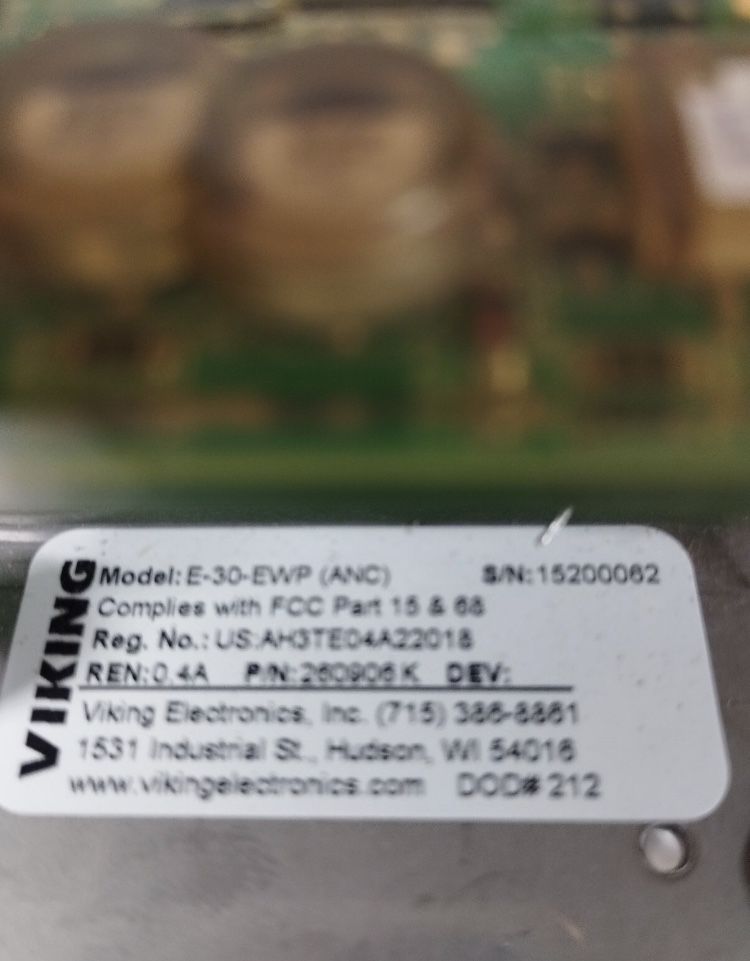 VIKING
Model: E-30-EWP (ANC) S/N: 15200062
Complies with FCC Part 15 & 68
Reg. No.: US:AH3TE04A22018
REN: 0.4A P/N: 260906 K DEV:
Viking Electronics, Inc. (715) 386-8861
1531 Industrial St., Hudson, WI 54016
www.vikingelectronics.com DOD# 212